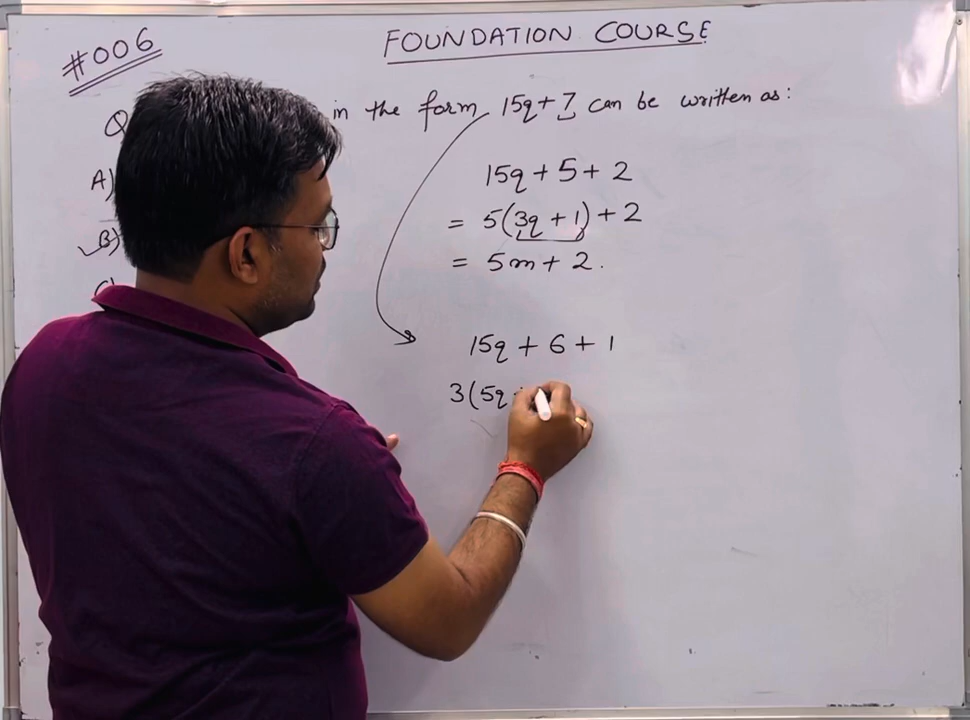 #006
FOUNDATION COURSE
Q in the form 15q + 7 can be written as:
A)
15q + 5 + 2
B)
= 5(3q + 1) + 2
C)
= 5m + 2.
15q + 6 + 1
3(5q